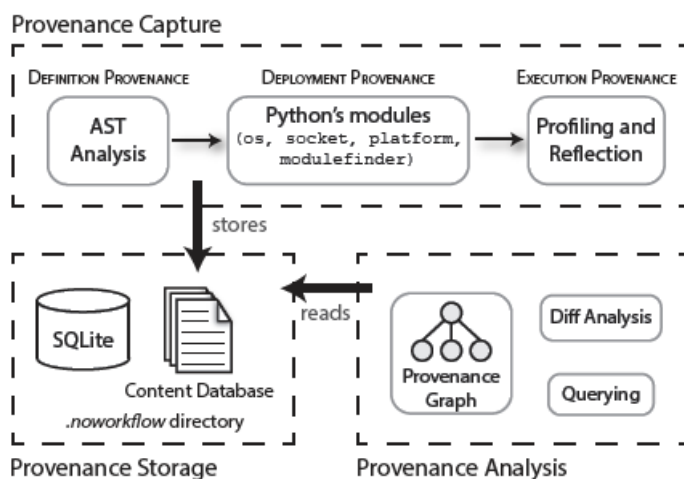 Provenance Capture
DEFINITION PROVENANCE
DEPLOYMENT PROVENANCE
EXECUTION PROVENANCE
AST
Analysis
Python's modules
(os, socket, platform,
modulefinder)
Profiling and
Reflection
stores
reads
SQLite
Content Database
.noworkflow directory
Provenance
Graph
Diff Analysis
Querying
Provenance Storage
Provenance Analysis